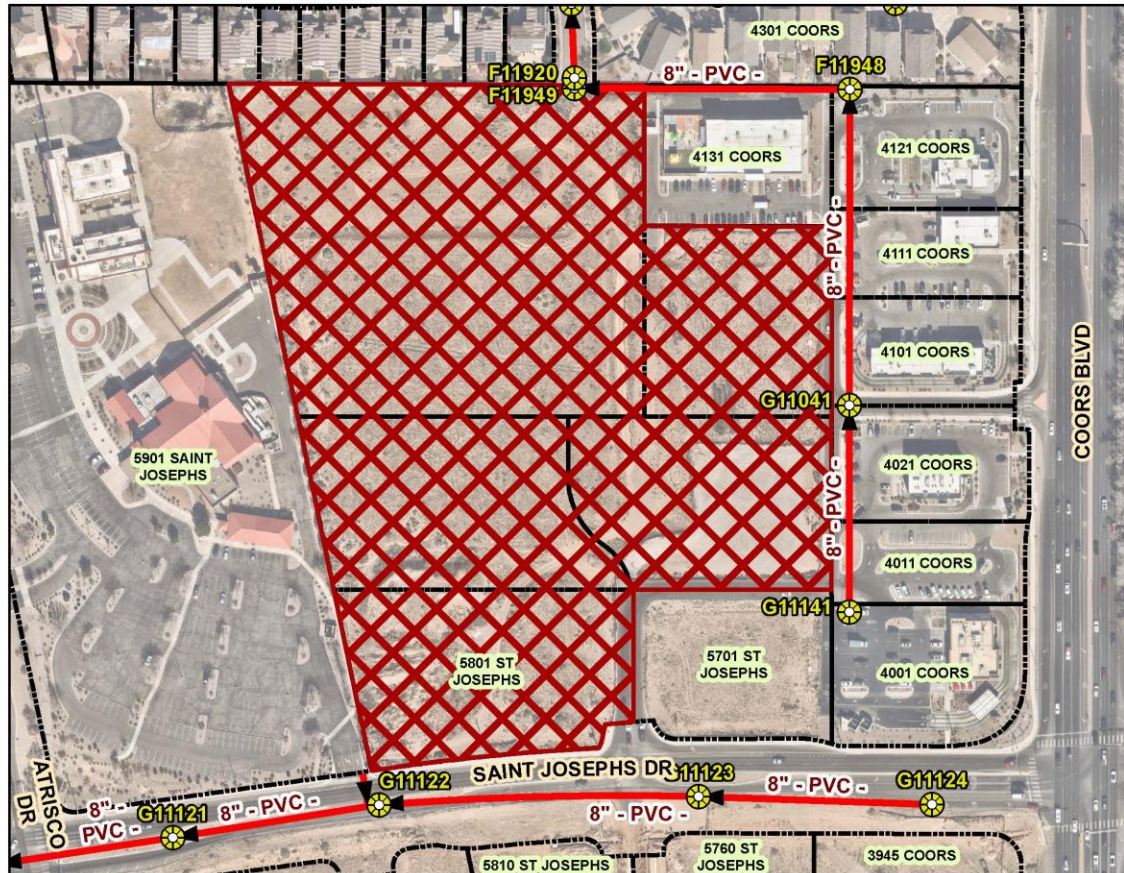 4301 COORS
F11920
F11949
8" - PVC -
F11948
4131 COORS
4121 COORS
8" - PVC -
4111 COORS
4101 COORS
G11041
COORS BLVD
5901 SAINT
JOSEPHS
4021 COORS
8" - PVC -
4011 COORS
G11141
5801 ST
JOSEPHS
5701 ST
JOSEPHS
4001 COORS
ATRISCO
DR
SAINT JOSEPHS DR
G11122
G11123
G11124
G11121
8" -
PVC -
8" - PVC -
8" - PVC -
8" - PVC -
5810 ST JOSEPHS
5760 ST
JOSEPHS
3945 COORS